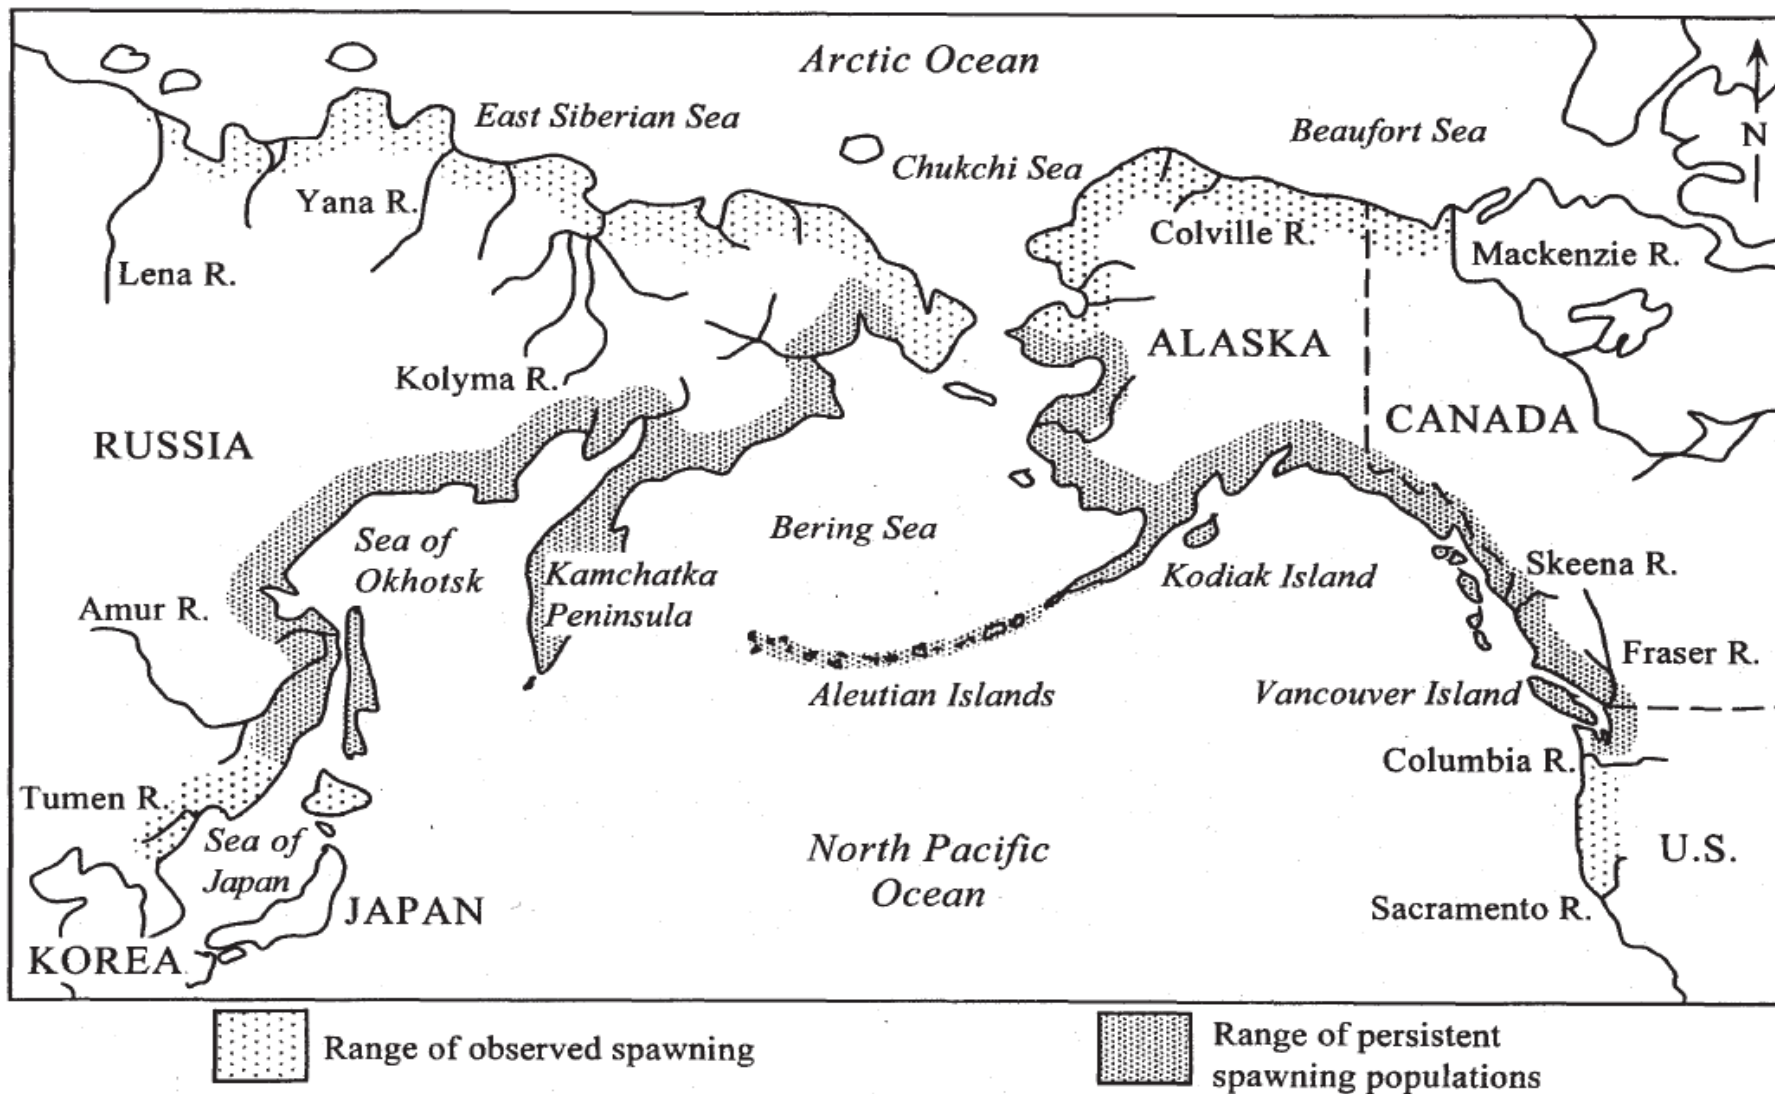 Arctic Ocean
East Siberian Sea
Beaufort Sea
N
Chukchi Sea
Yana R.
Colville R.
Mackenzie R.
Lena R.
ALASKA
Kolyma R.
CANADA
RUSSIA
Bering Sea
Sea of
Okhotsk
Kamchatka
Peninsula
Kodiak Island
Skeena R.
Amur R.
Fraser R.
Aleutian Islands
Vancouver Island
Columbia R.
Tumen R.
Sea of
Japan
North Pacific
Ocean
U.S.
JAPAN
Sacramento R.
KOREA
Range of observed spawning
Range of persistent
spawning populations